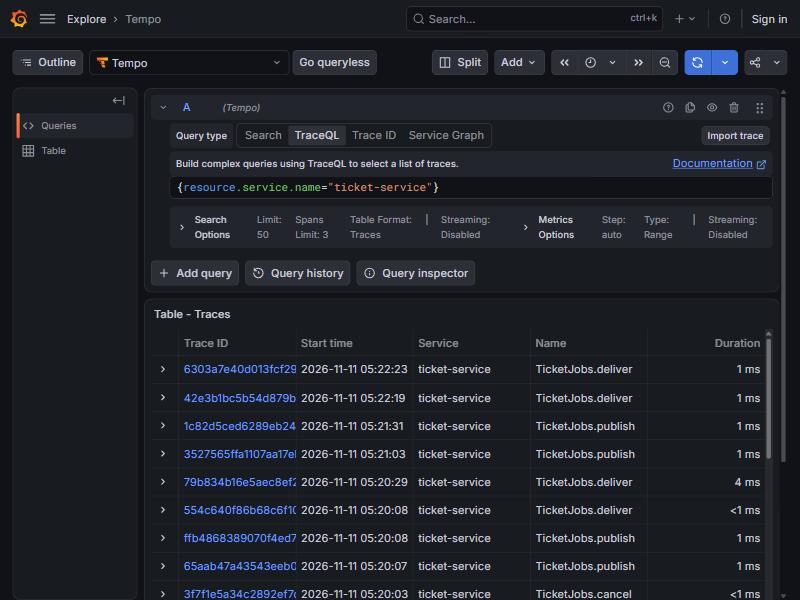 Explore › Tempo
Search... ctrl+k
Sign in
Outline
Tempo
Go queryless
Split
Add
Queries
Table
A (Tempo)
Query type Search TraceQL Trace ID Service Graph Import trace
Build complex queries using TraceQL to select a list of traces. Documentation
{resource.service.name="ticket-service"}
Search Options Limit: 50 Spans Limit: 3 Table Format: Traces | Streaming: Disabled
Metrics Options Step: auto Type: Range | Streaming: Disabled
+ Add query Query history Query inspector
Table - Traces
Trace ID Start time Service Name Duration
6303a7e40d013fcf29 2026-11-11 05:22:23 ticket-service TicketJobs.deliver 1 ms
42e3b1bc5b54d879b 2026-11-11 05:22:19 ticket-service TicketJobs.deliver 1 ms
1c82d5ced6289eb24 2026-11-11 05:21:31 ticket-service TicketJobs.publish 1 ms
3527565ffa1107aa17e 2026-11-11 05:21:03 ticket-service TicketJobs.publish 1 ms
79b834b16e5aec8ef2 2026-11-11 05:20:29 ticket-service TicketJobs.deliver 4 ms
554c640f86b68c6f10 2026-11-11 05:20:08 ticket-service TicketJobs.deliver <1 ms
ffb4868389070f4ed7 2026-11-11 05:20:08 ticket-service TicketJobs.publish 1 ms
65aab47a43543eeb0 2026-11-11 05:20:07 ticket-service TicketJobs.publish 1 ms
3f7f1e5a34c2892ef7 2026-11-11 05:20:03 ticket-service TicketJobs.cancel <1 ms